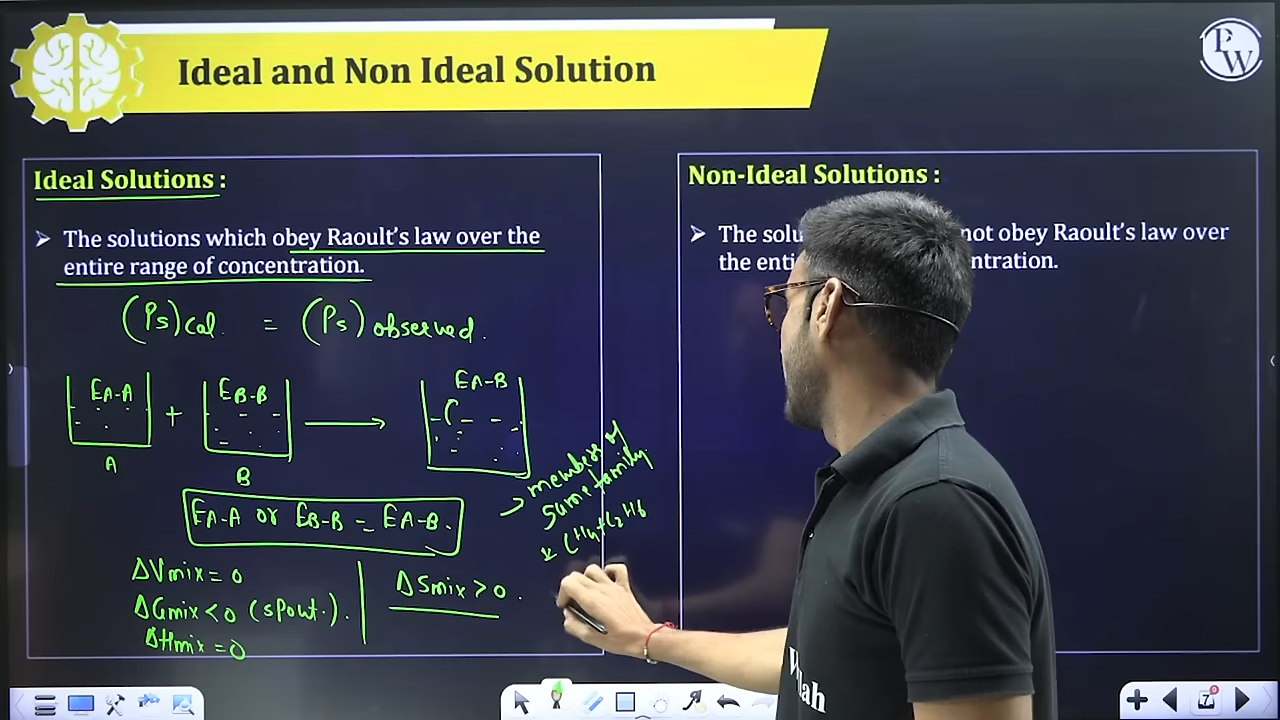 Ideal and Non Ideal Solution
PW
Ideal Solutions :
The solutions which obey Raoult's law over the
entire range of concentration.
(Ps)cal. = (Ps) observed.
EA-A + EB-B → EA-B
A
B
EA-A or EB-B = EA-B.
ΔVmix = 0
ΔGmix < 0 (spont.).
ΔHmix = 0
ΔSmix > 0.
members of
same family
* CH4 + C2H6
Non-Ideal Solutions :
The solu not obey Raoult's law over
the enti ntration.